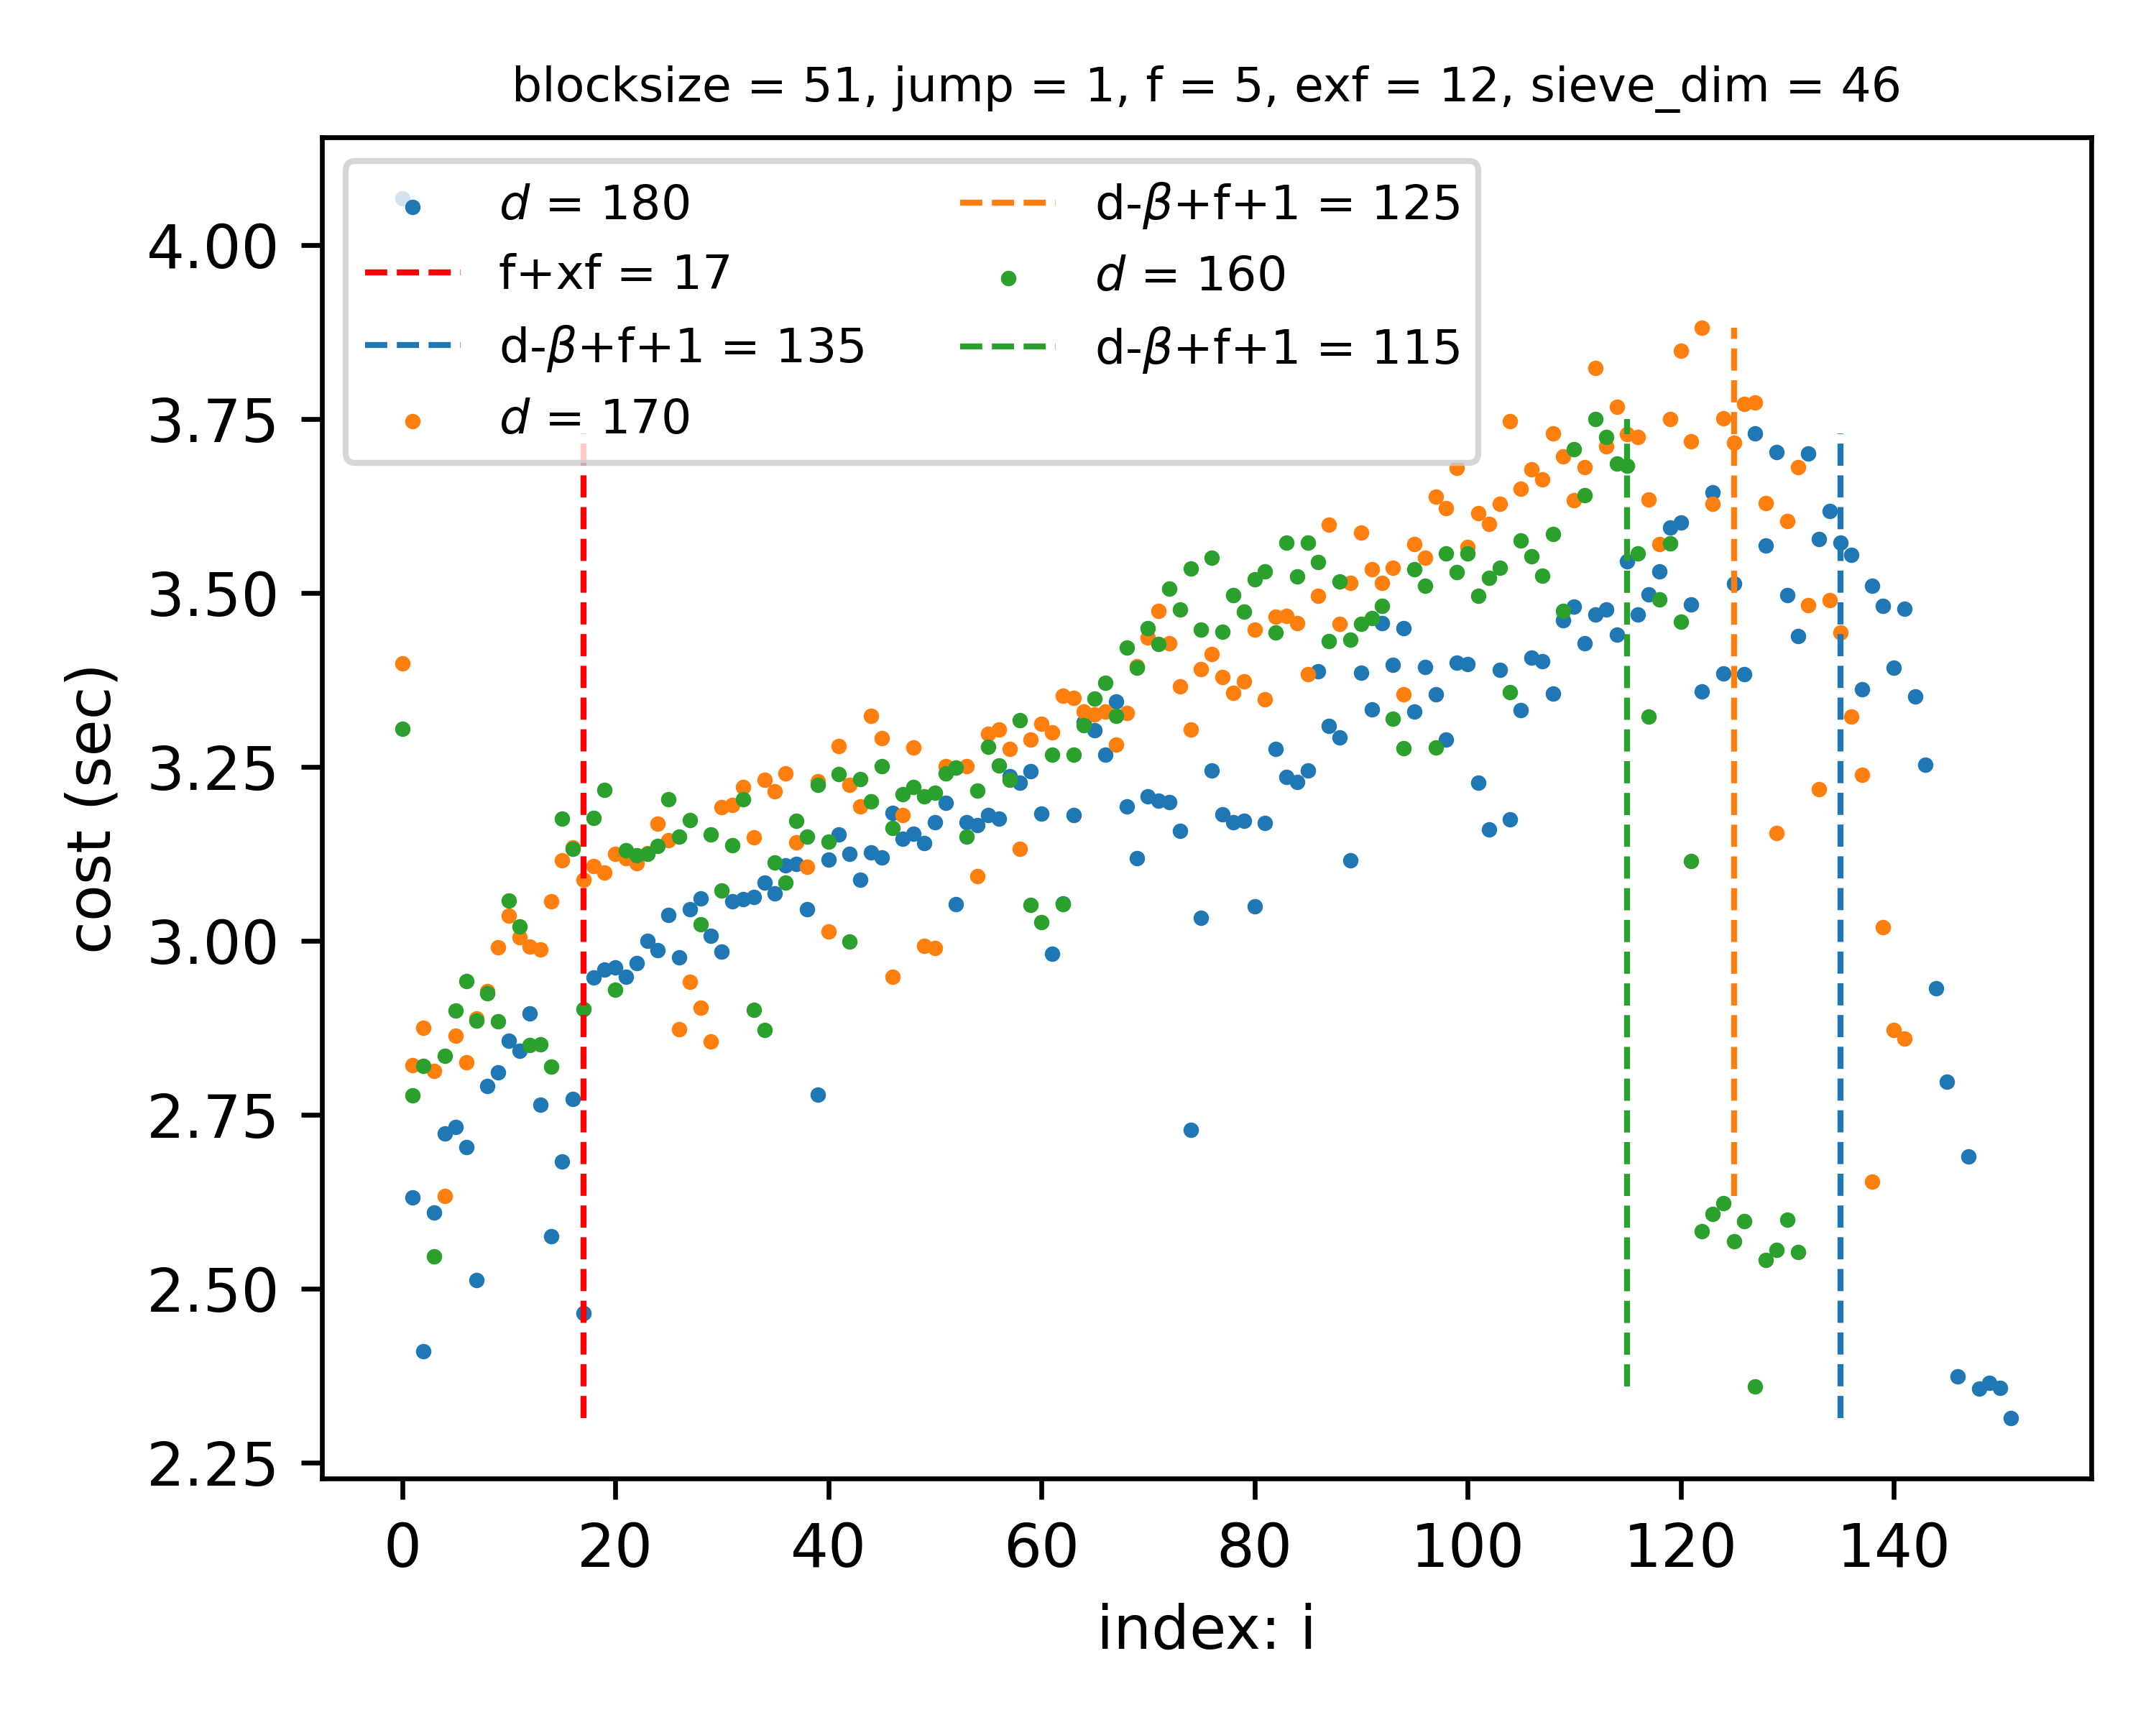 blocksize = 51, jump = 1, f = 5, exf = 12, sieve_dim = 46
d = 180
f+xf = 17
d-β+f+1 = 135
d = 170
d-β+f+1 = 125
d = 160
d-β+f+1 = 115
cost (sec)
4.00
3.75
3.50
3.25
3.00
2.75
2.50
2.25
0 20 40 60 80 100 120 140
index: i